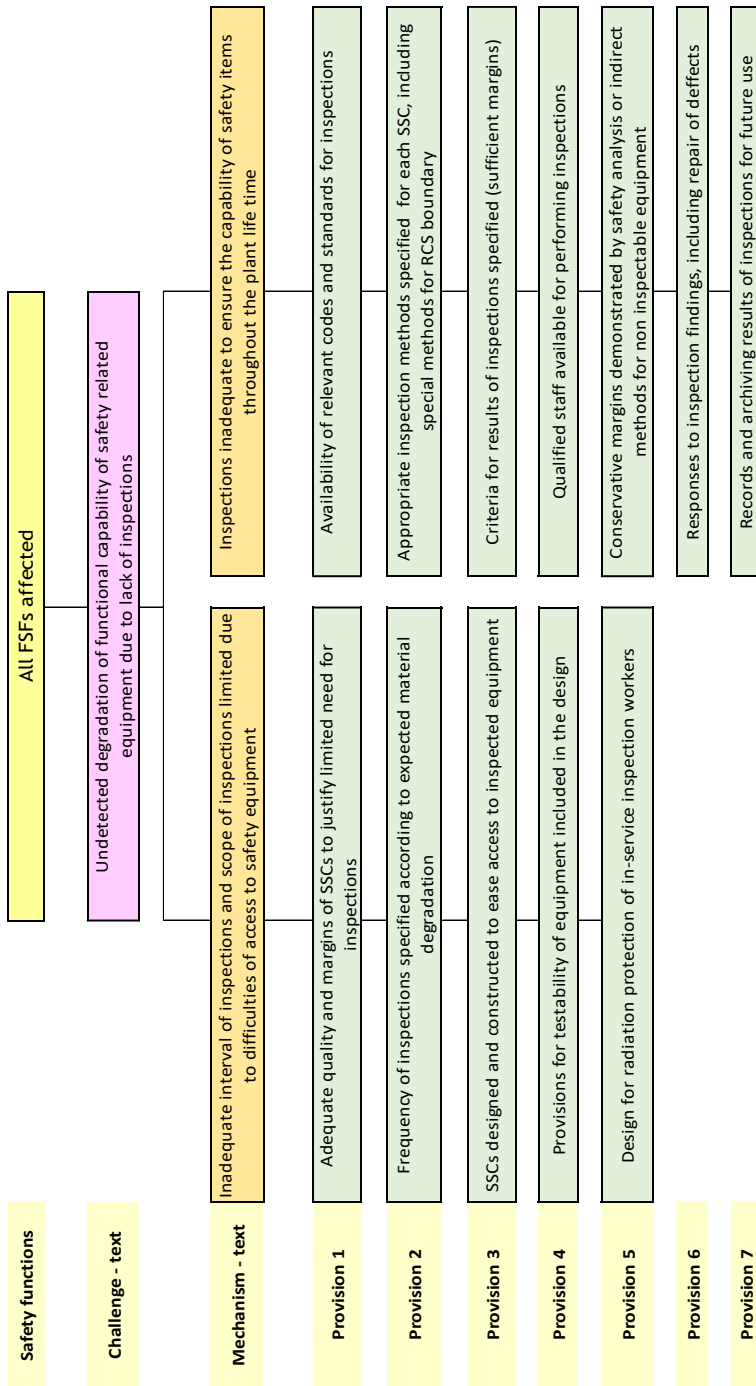 Safety functions
All FSFs affected
Challenge - text
Undetected degradation of functional capability of safety related
equipment due to lack of inspections
Mechanism - text
Inadequate interval of inspections and scope of inspections limited due
to difficulties of access to safety equipment
Inspections inadequate to ensure the capability of safety items
throughout the plant life time
Provision 1
Adequate quality and margins of SSCs to justify limited need for
inspections
Availability of relevant codes and standards for inspections
Provision 2
Frequency of inspections specified according to expected material
degradation
Appropriate inspection methods specified for each SSC, including
special methods for RCS boundary
Provision 3
SSCs designed and constructed to ease access to inspected equipment
Criteria for results of inspections specified (sufficient margins)
Provision 4
Provisions for testability of equipment included in the design
Qualified staff available for performing inspections
Provision 5
Design for radiation protection of in-service inspection workers
Conservative margins demonstrated by safety analysis or indirect
methods for non inspectable equipment
Provision 6
Responses to inspection findings, including repair of deffects
Provision 7
Records and archiving results of inspections for future use